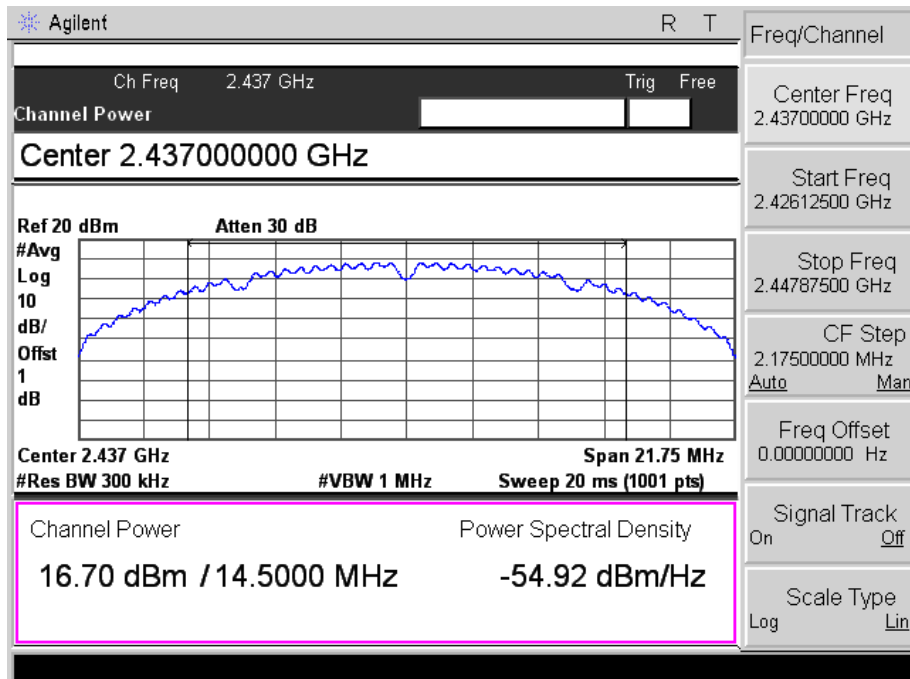 Agilent R T
Ch Freq 2.437 GHz Trig Free
Channel Power
Center 2.437000000 GHz
Ref 20 dBm Atten 30 dB
#Avg
Log
10
dB/
Offst
1
dB
Center 2.437 GHz Span 21.75 MHz
#Res BW 300 kHz #VBW 1 MHz Sweep 20 ms (1001 pts)
Channel Power Power Spectral Density
16.70 dBm / 14.5000 MHz -54.92 dBm/Hz
Freq/Channel
Center Freq
2.43700000 GHz
Start Freq
2.42612500 GHz
Stop Freq
2.44787500 GHz
CF Step
2.17500000 MHz
Auto Man
Freq Offset
0.00000000 Hz
Signal Track
On Off
Scale Type
Log Lin